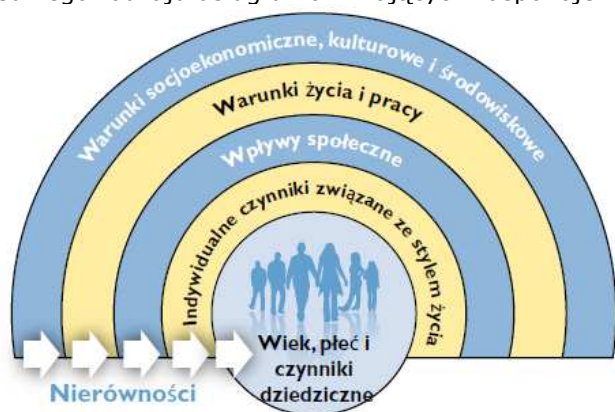 Warunki socjoekonomiczne, kulturowe i środowiskowe
Warunki życia i pracy
Wpływy społeczne
Indywidualne czynniki związane ze stylem życia
Wiek, płeć i
czynniki
dziedziczne
Nierówności